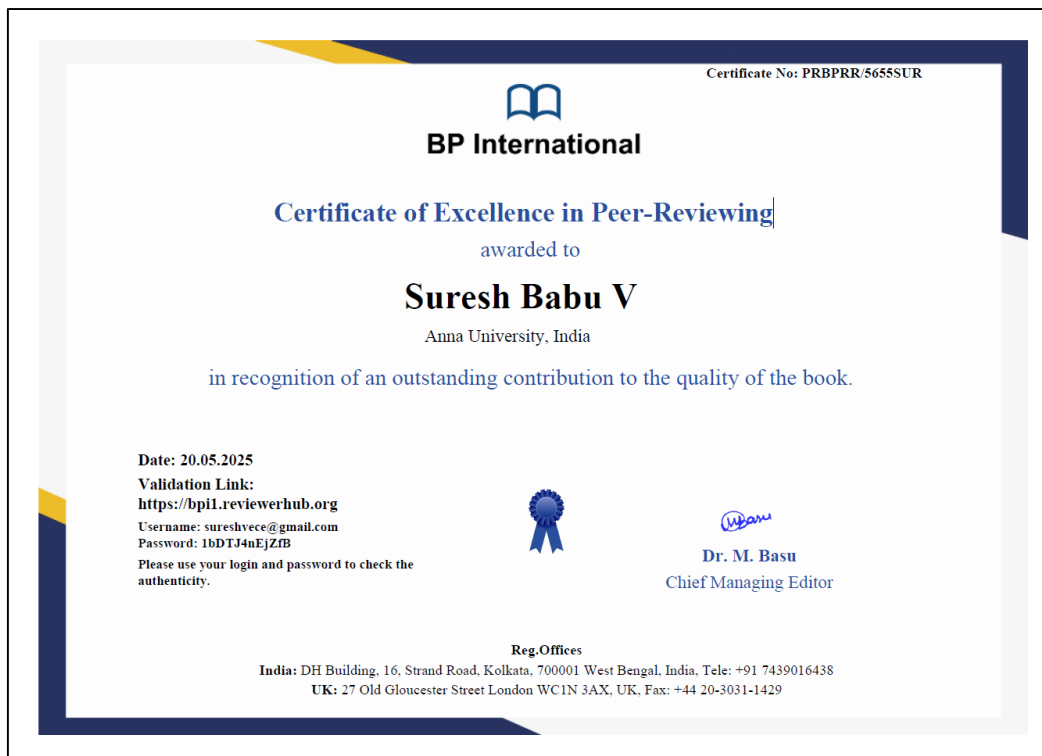 Certificate No: PRBPRR/5655SUR
BP International
Certificate of Excellence in Peer-Reviewing
awarded to
Suresh Babu V
Anna University, India
in recognition of an outstanding contribution to the quality of the book.
Date: 20.05.2025
Validation Link:
https://bpi1.reviewerhub.org
Username: sureshvece@gmail.com
Password: 1bDTJ4nEjZfB
Please use your login and password to check the
authenticity.
MBasu
Dr. M. Basu
Chief Managing Editor
Reg.Offices
India: DH Building, 16, Strand Road, Kolkata, 700001 West Bengal, India, Tele: +91 7439016438
UK: 27 Old Gloucester Street London WC1N 3AX, UK, Fax: +44 20-3031-1429